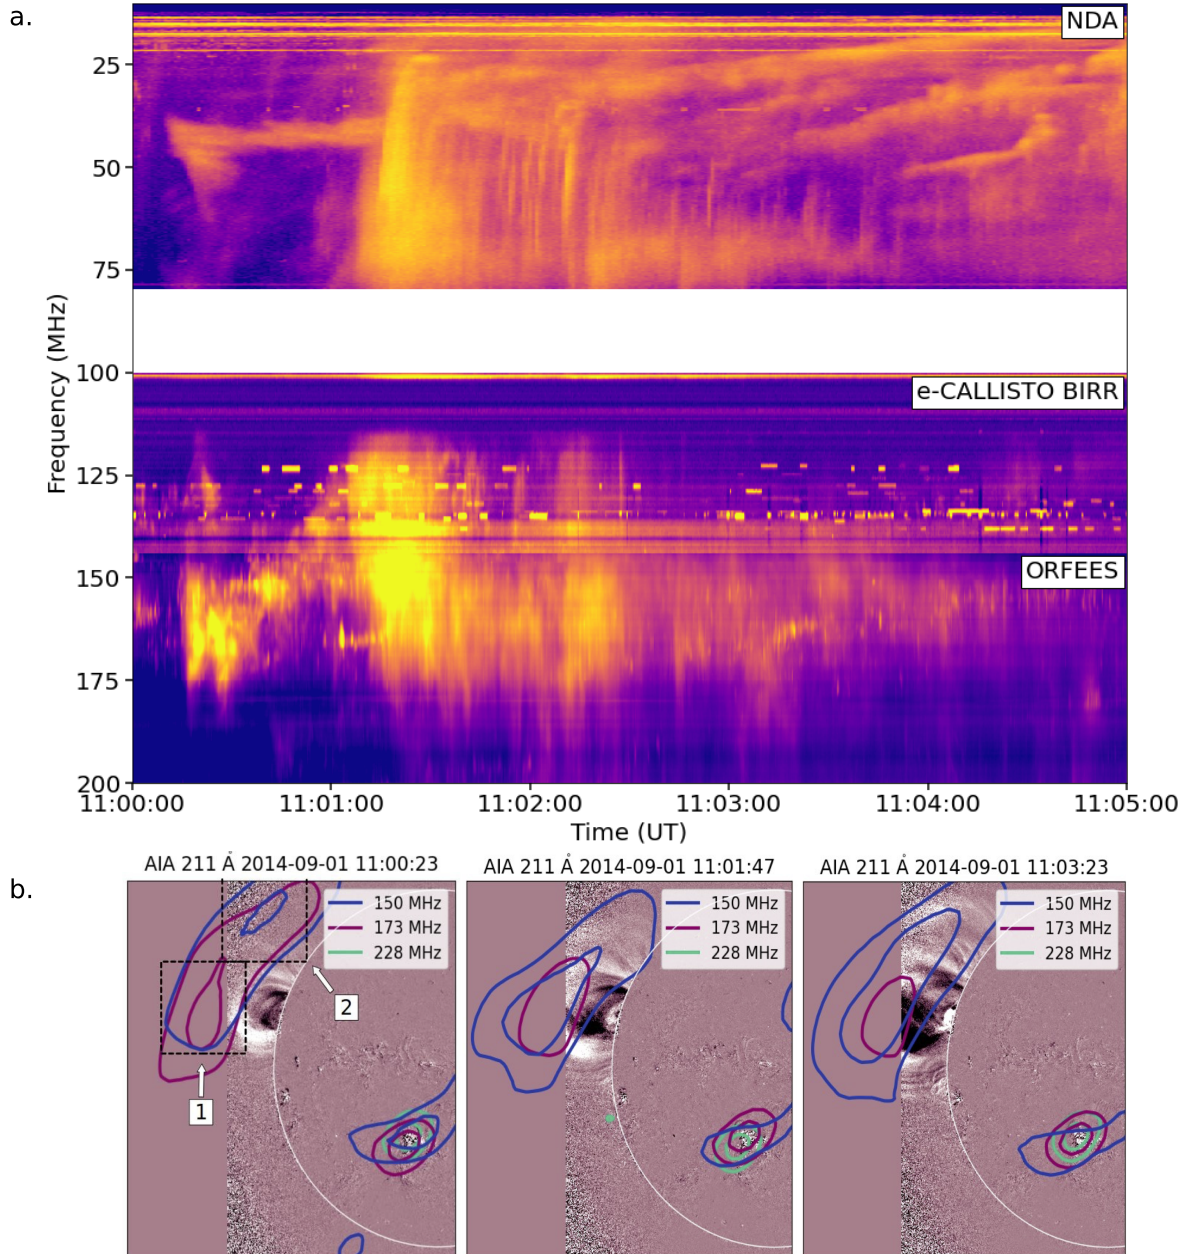 a.
NDA
25
50
75
100
e-CALLISTO BIRR
125
150
ORFEES
175
200
Frequency (MHz)
11:00:00 11:01:00 11:02:00 11:03:00 11:04:00 11:05:00
Time (UT)
b.
AIA 211 Å 2014-09-01 11:00:23
150 MHz
173 MHz
228 MHz
2
1
AIA 211 Å 2014-09-01 11:01:47
150 MHz
173 MHz
228 MHz
AIA 211 Å 2014-09-01 11:03:23
150 MHz
173 MHz
228 MHz